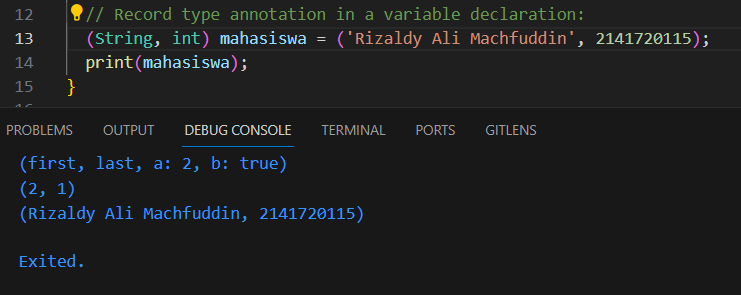 12 // Record type annotation in a variable declaration:
13 (String, int) mahasiswa = ('Rizaldy Ali Machfuddin', 2141720115);
14 print(mahasiswa);
15 }
PROBLEMS OUTPUT DEBUG CONSOLE TERMINAL PORTS GITLENS
(first, last, a: 2, b: true)
(2, 1)
(Rizaldy Ali Machfuddin, 2141720115)
Exited.